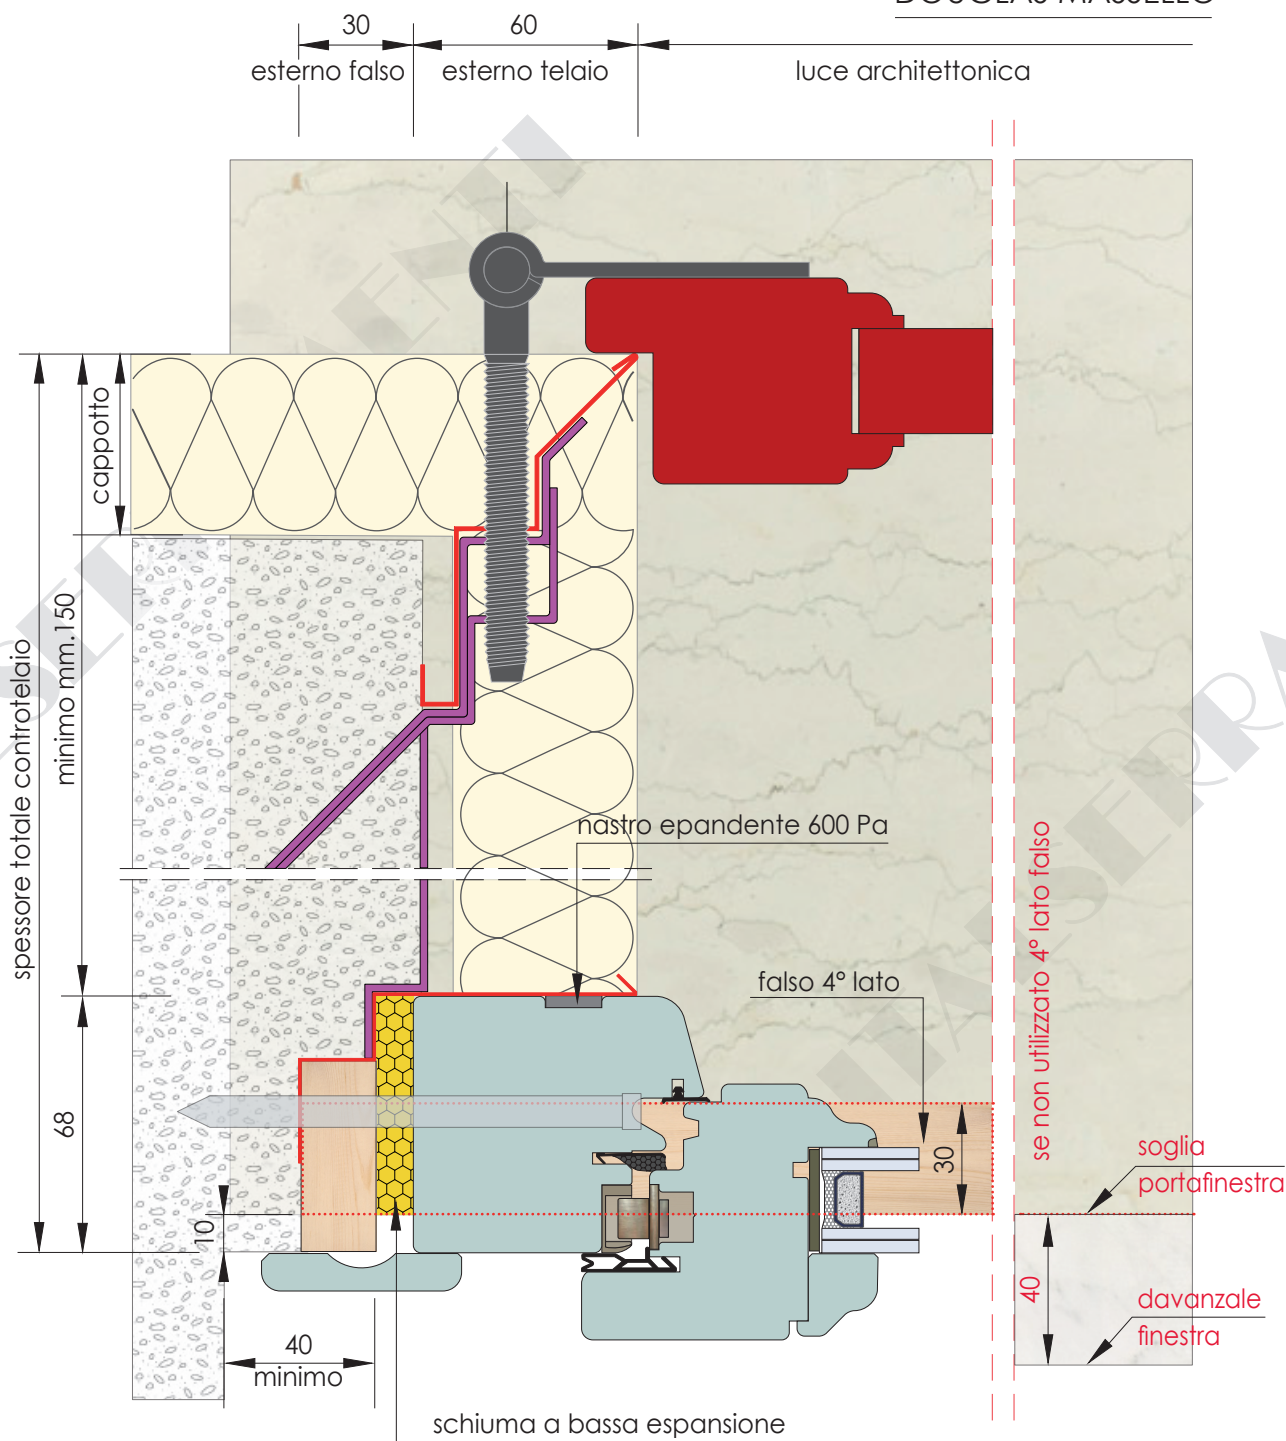 DOUGLAS MASSELLO
30
60
esterno falso
esterno telaio
luce architettonica
cappotto
minimo mm.150
spessore totale controtelaio
nastro epandente 600 Pa
falso 4° lato
se non utilizzato 4° lato falso
68
30
10
soglia
portafinestra
40
davanzale
finestra
40
minimo
schiuma a bassa espansione